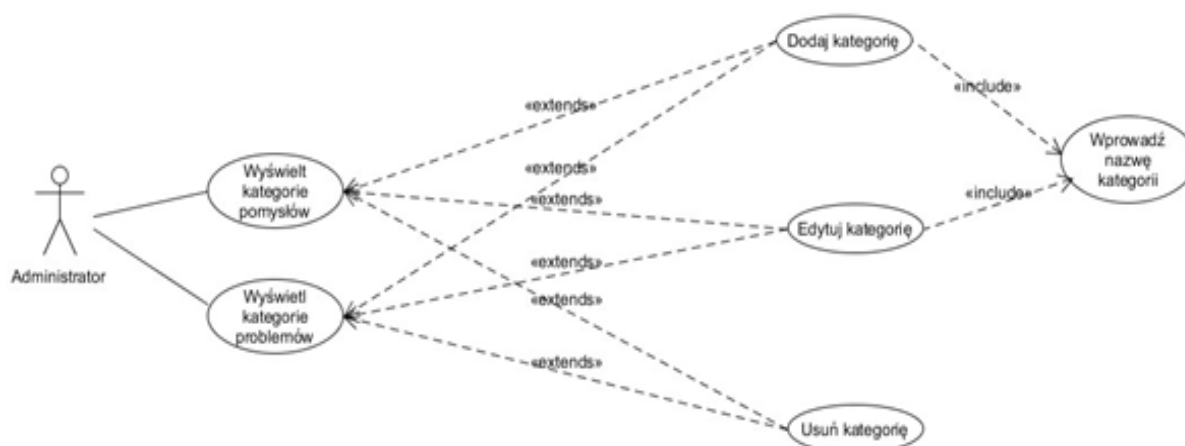 Dodaj kategorię
«extends»
«include»
Wyświelt
kategorie
pomysłów
«extends»
Wprowadź
nazwę
kategorii
«extends»
«include»
Edytuj kategorię
Administrator
«extends»
Wyświetl
kategorie
problemów
«extends»
«extends»
Usuń kategorię